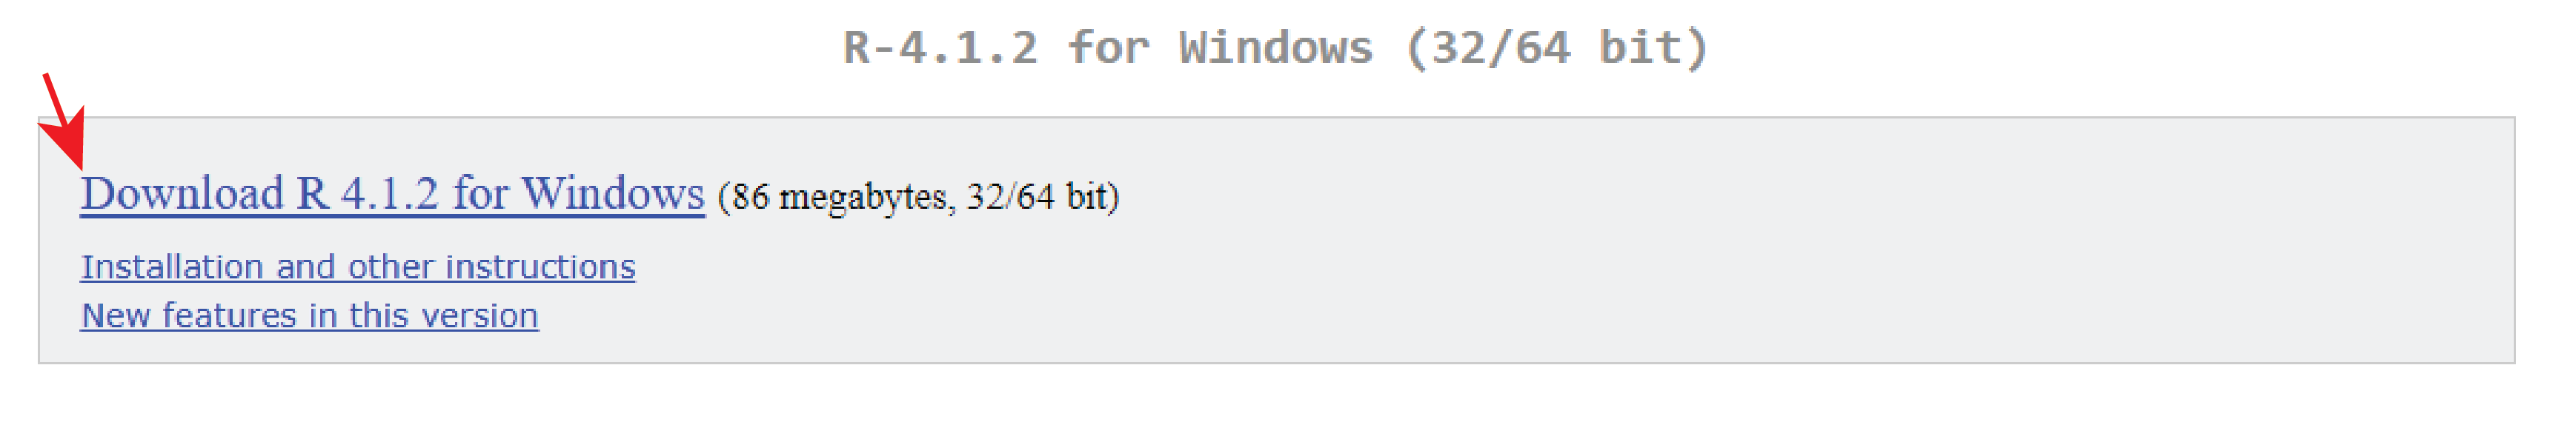 R-4.1.2 for Windows (32/64 bit)
Download R 4.1.2 for Windows (86 megabytes, 32/64 bit)
Installation and other instructions
New features in this version